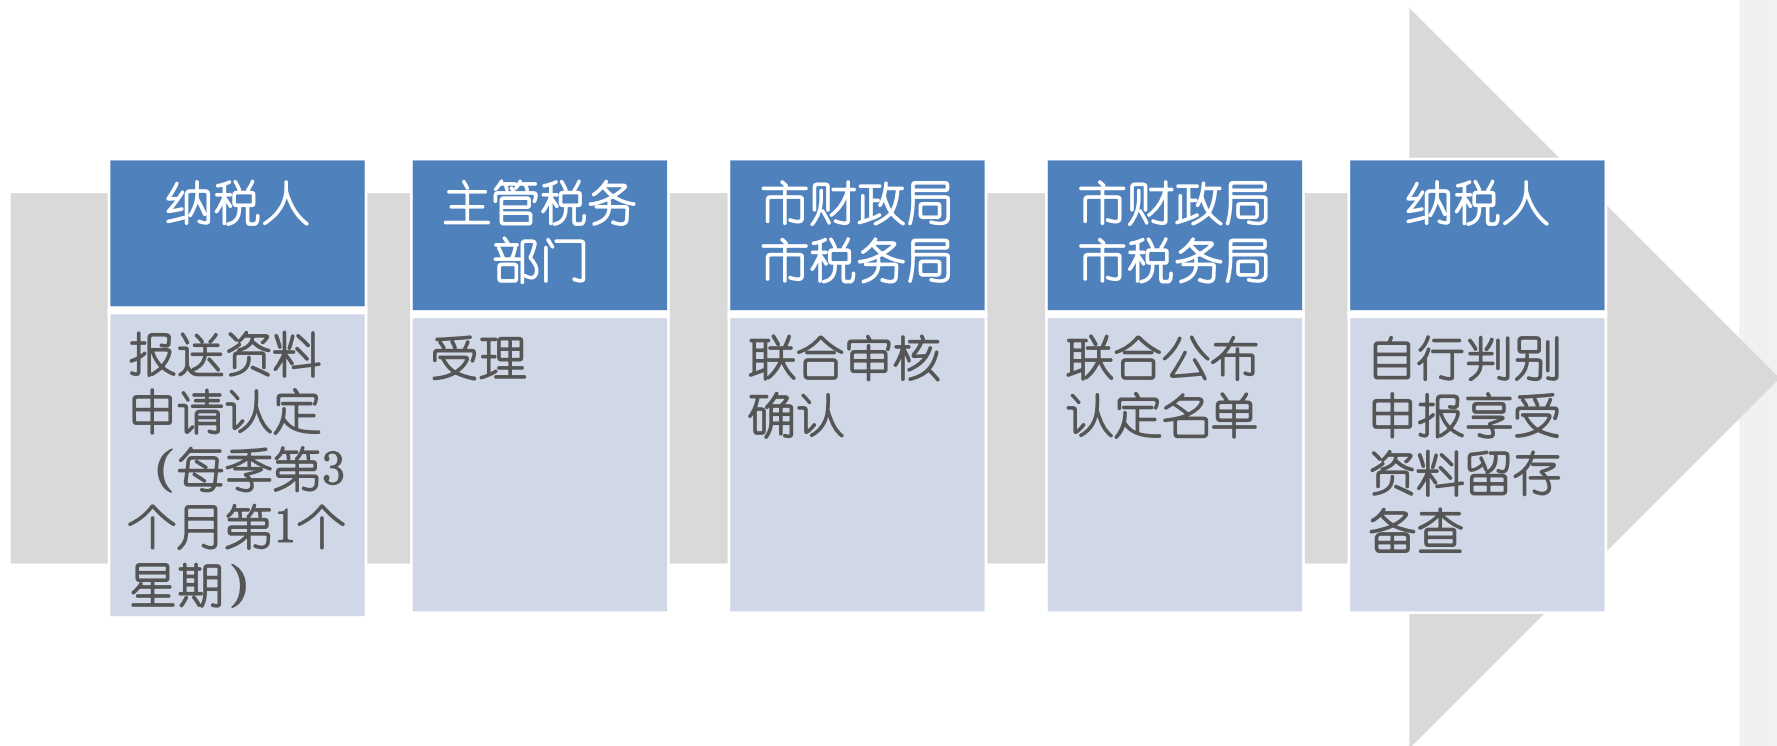 纳税人
报送资料
申请认定
（每季第3
个月第1个
星期）
主管税务
部门
受理
市财政局
市税务局
联合审核
确认
市财政局
市税务局
联合公布
认定名单
纳税人
自行判别
申报享受
资料留存
备查